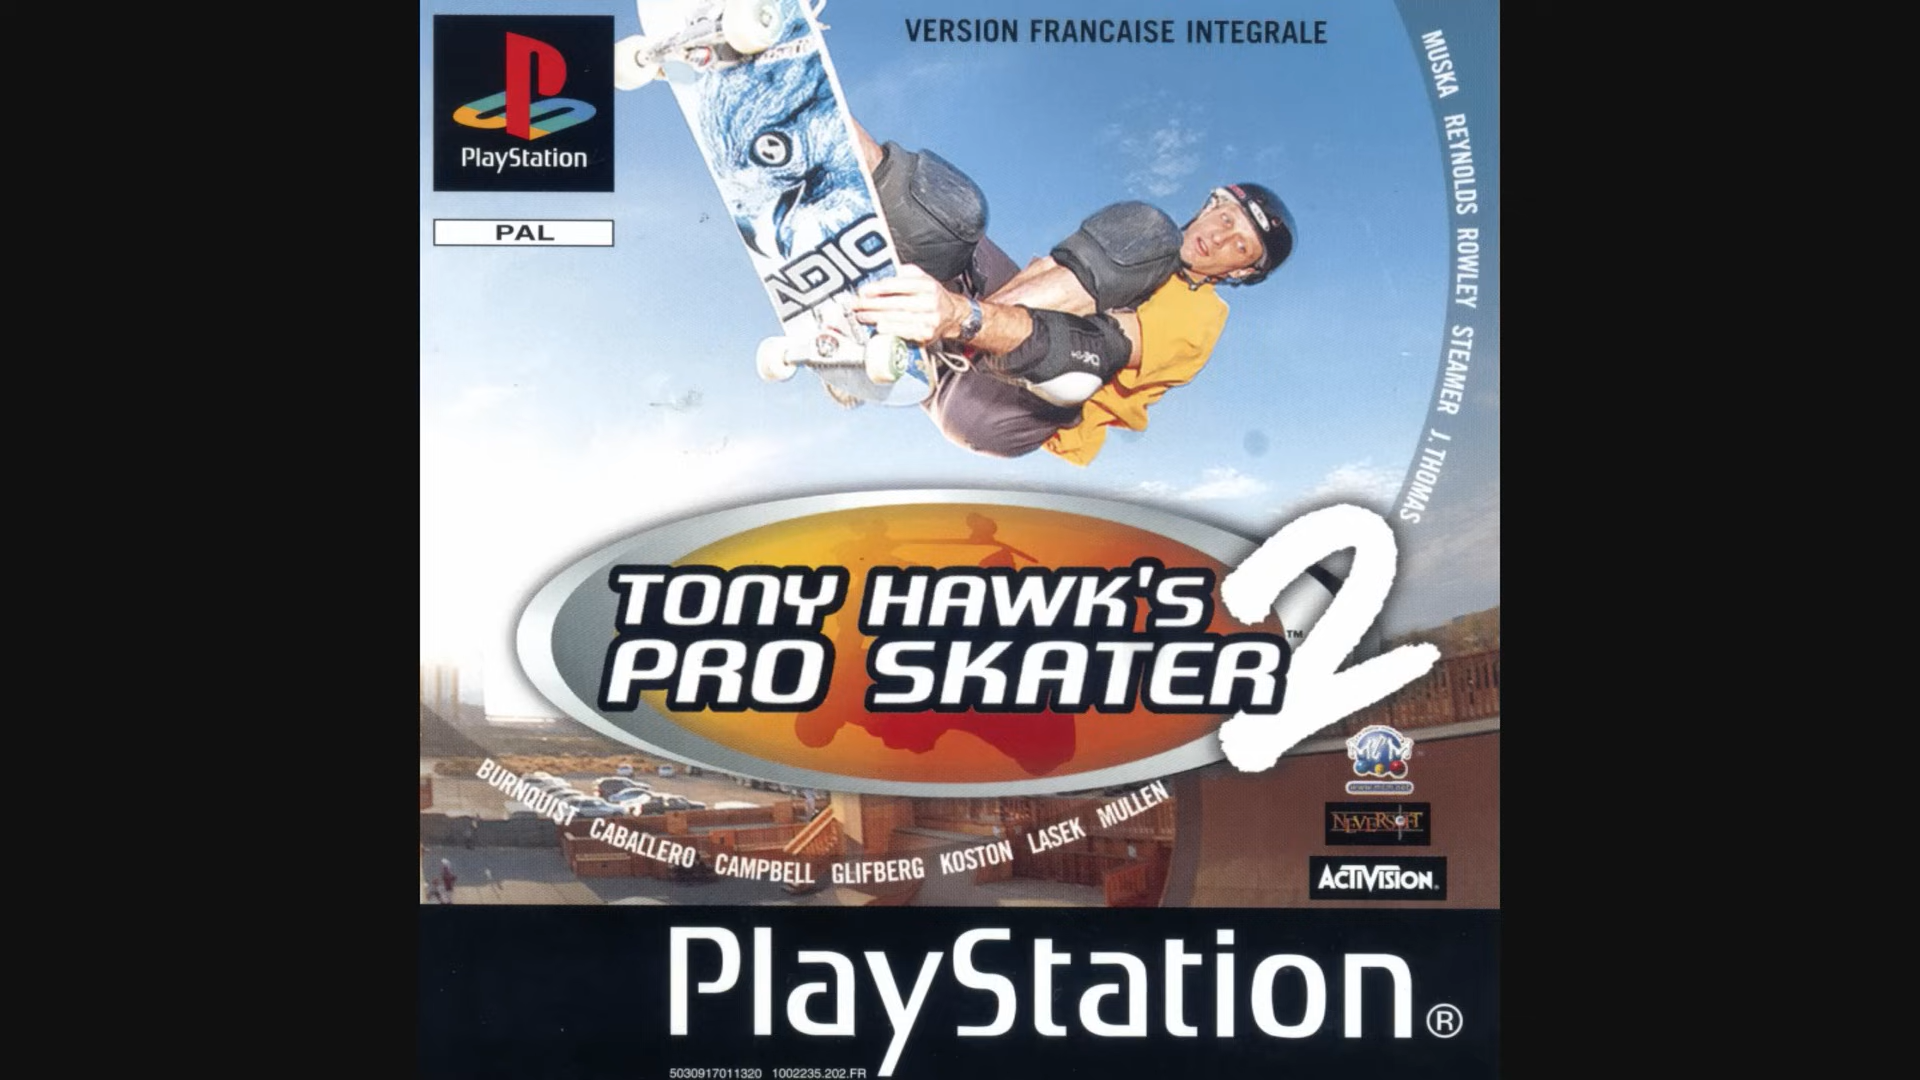 VERSION FRANCAISE INTEGRALE
PlayStation
PAL
MUSKA REYNOLDS ROWLEY STEAMER J. THOMAS
ADIO
TONY HAWK'S
PRO SKATER 2
TM
BURNQUIST CABALLERO CAMPBELL GLIFBERG KOSTON LASEK MULLEN
NEVERSOFT
ACTIVISION.
PlayStation®
5030917011320 1002235.202.FR